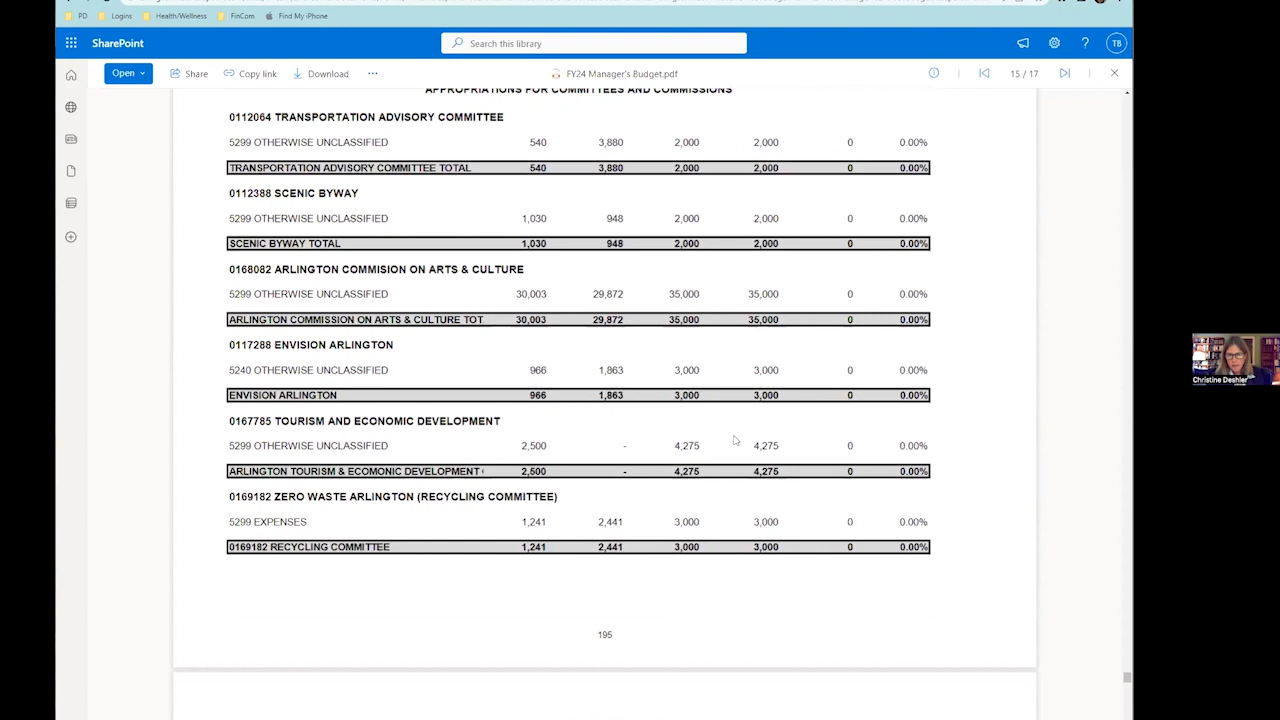 PD Logins Health/Wellness FinCom Find My iPhone
SharePoint Search this library ? TB
Open Share Copy link Download ... FY24 Manager's Budget.pdf 15 / 17
APPROPRIATIONS FOR COMMITTEES AND COMMISSIONS
0112064 TRANSPORTATION ADVISORY COMMITTEE
5299 OTHERWISE UNCLASSIFIED 540 3,880 2,000 2,000 0 0.00%
TRANSPORTATION ADVISORY COMMITTEE TOTAL 540 3,880 2,000 2,000 0 0.00%
0112388 SCENIC BYWAY
5299 OTHERWISE UNCLASSIFIED 1,030 948 2,000 2,000 0 0.00%
SCENIC BYWAY TOTAL 1,030 948 2,000 2,000 0 0.00%
0168082 ARLINGTON COMMISION ON ARTS & CULTURE
5299 OTHERWISE UNCLASSIFIED 30,003 29,872 35,000 35,000 0 0.00%
ARLINGTON COMMISSION ON ARTS & CULTURE TOT 30,003 29,872 35,000 35,000 0 0.00%
0117288 ENVISION ARLINGTON
5240 OTHERWISE UNCLASSIFIED 966 1,863 3,000 3,000 0 0.00%
ENVISION ARLINGTON 966 1,863 3,000 3,000 0 0.00%
0167785 TOURISM AND ECONOMIC DEVELOPMENT
5299 OTHERWISE UNCLASSIFIED 2,500 - 4,275 4,275 0 0.00%
ARLINGTON TOURISM & ECOMONIC DEVELOPMENT 2,500 - 4,275 4,275 0 0.00%
0169182 ZERO WASTE ARLINGTON (RECYCLING COMMITTEE)
5299 EXPENSES 1,241 2,441 3,000 3,000 0 0.00%
0169182 RECYCLING COMMITTEE 1,241 2,441 3,000 3,000 0 0.00%
195
Christine Deshler